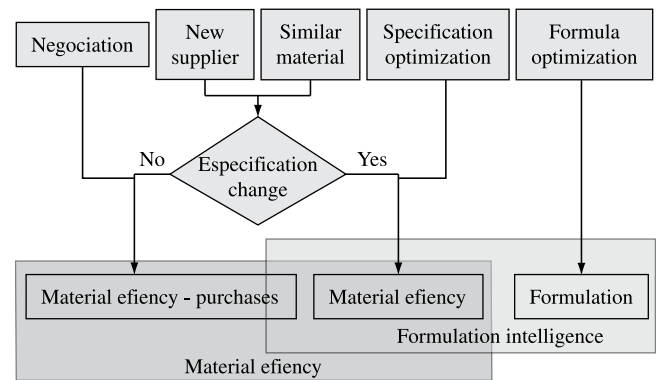 Negociation
New
supplier
Similar
material
Specification
optimization
Formula
optimization
No
Especification
change
Yes
Material efiency - purchases
Material efiency
Formulation
Formulation intelligence
Material efiency